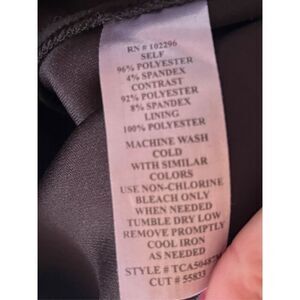 RN # 102296
SELF
96% POLYESTER
4% SPANDEX
CONTRAST
92% POLYESTER
8% SPANDEX
LINING
100% POLYESTER
MACHINE WASH
COLD
WITH SIMILAR
COLORS
USE NON-CHLORINE
BLEACH ONLY
WHEN NEEDED
TUMBLE DRY LOW
REMOVE PROMPTLY
COOL IRON
AS NEEDED
STYLE #
CUT # 55833